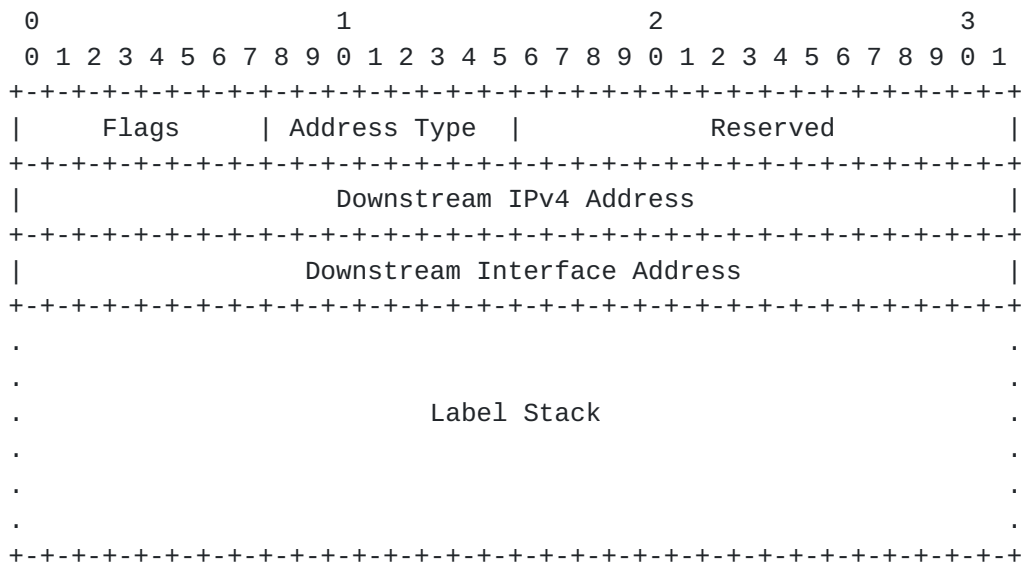 0                   1                   2                   3
 0 1 2 3 4 5 6 7 8 9 0 1 2 3 4 5 6 7 8 9 0 1 2 3 4 5 6 7 8 9 0 1
+-+-+-+-+-+-+-+-+-+-+-+-+-+-+-+-+-+-+-+-+-+-+-+-+-+-+-+-+-+-+-+-+
|     Flags     | Address Type  |            Reserved           |
+-+-+-+-+-+-+-+-+-+-+-+-+-+-+-+-+-+-+-+-+-+-+-+-+-+-+-+-+-+-+-+-+
|                    Downstream IPv4 Address                    |
+-+-+-+-+-+-+-+-+-+-+-+-+-+-+-+-+-+-+-+-+-+-+-+-+-+-+-+-+-+-+-+-+
|                  Downstream Interface Address                 |
+-+-+-+-+-+-+-+-+-+-+-+-+-+-+-+-+-+-+-+-+-+-+-+-+-+-+-+-+-+-+-+-+
.                                                               .
.                                                               .
.                          Label Stack                          .
.                                                               .
.                                                               .
.                                                               .
+-+-+-+-+-+-+-+-+-+-+-+-+-+-+-+-+-+-+-+-+-+-+-+-+-+-+-+-+-+-+-+-+